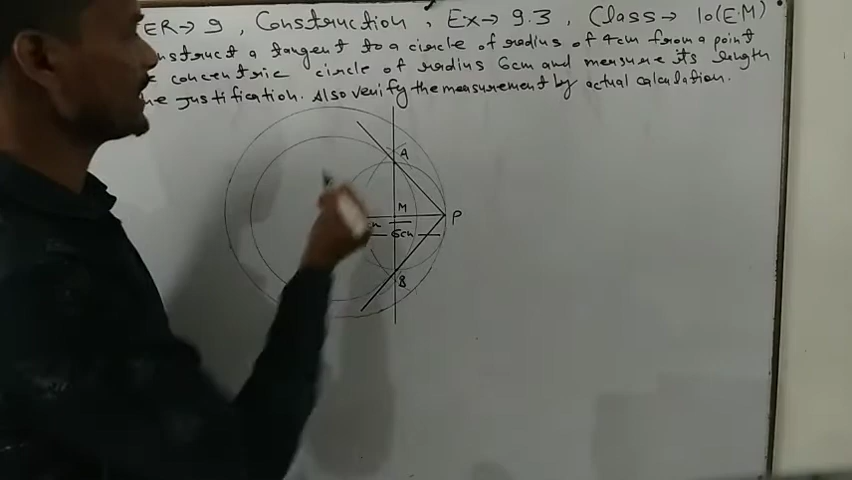 ER→ 9 , Construction , Ex→ 9.3 , Class→ 10(EM)
nstruct a tangent to a circle of radius of 4cm from a point
concentric circle of radius 6cm and measure its length
Justification. Also verify the measurement by actual calculation.
A
M
P
6cm
B